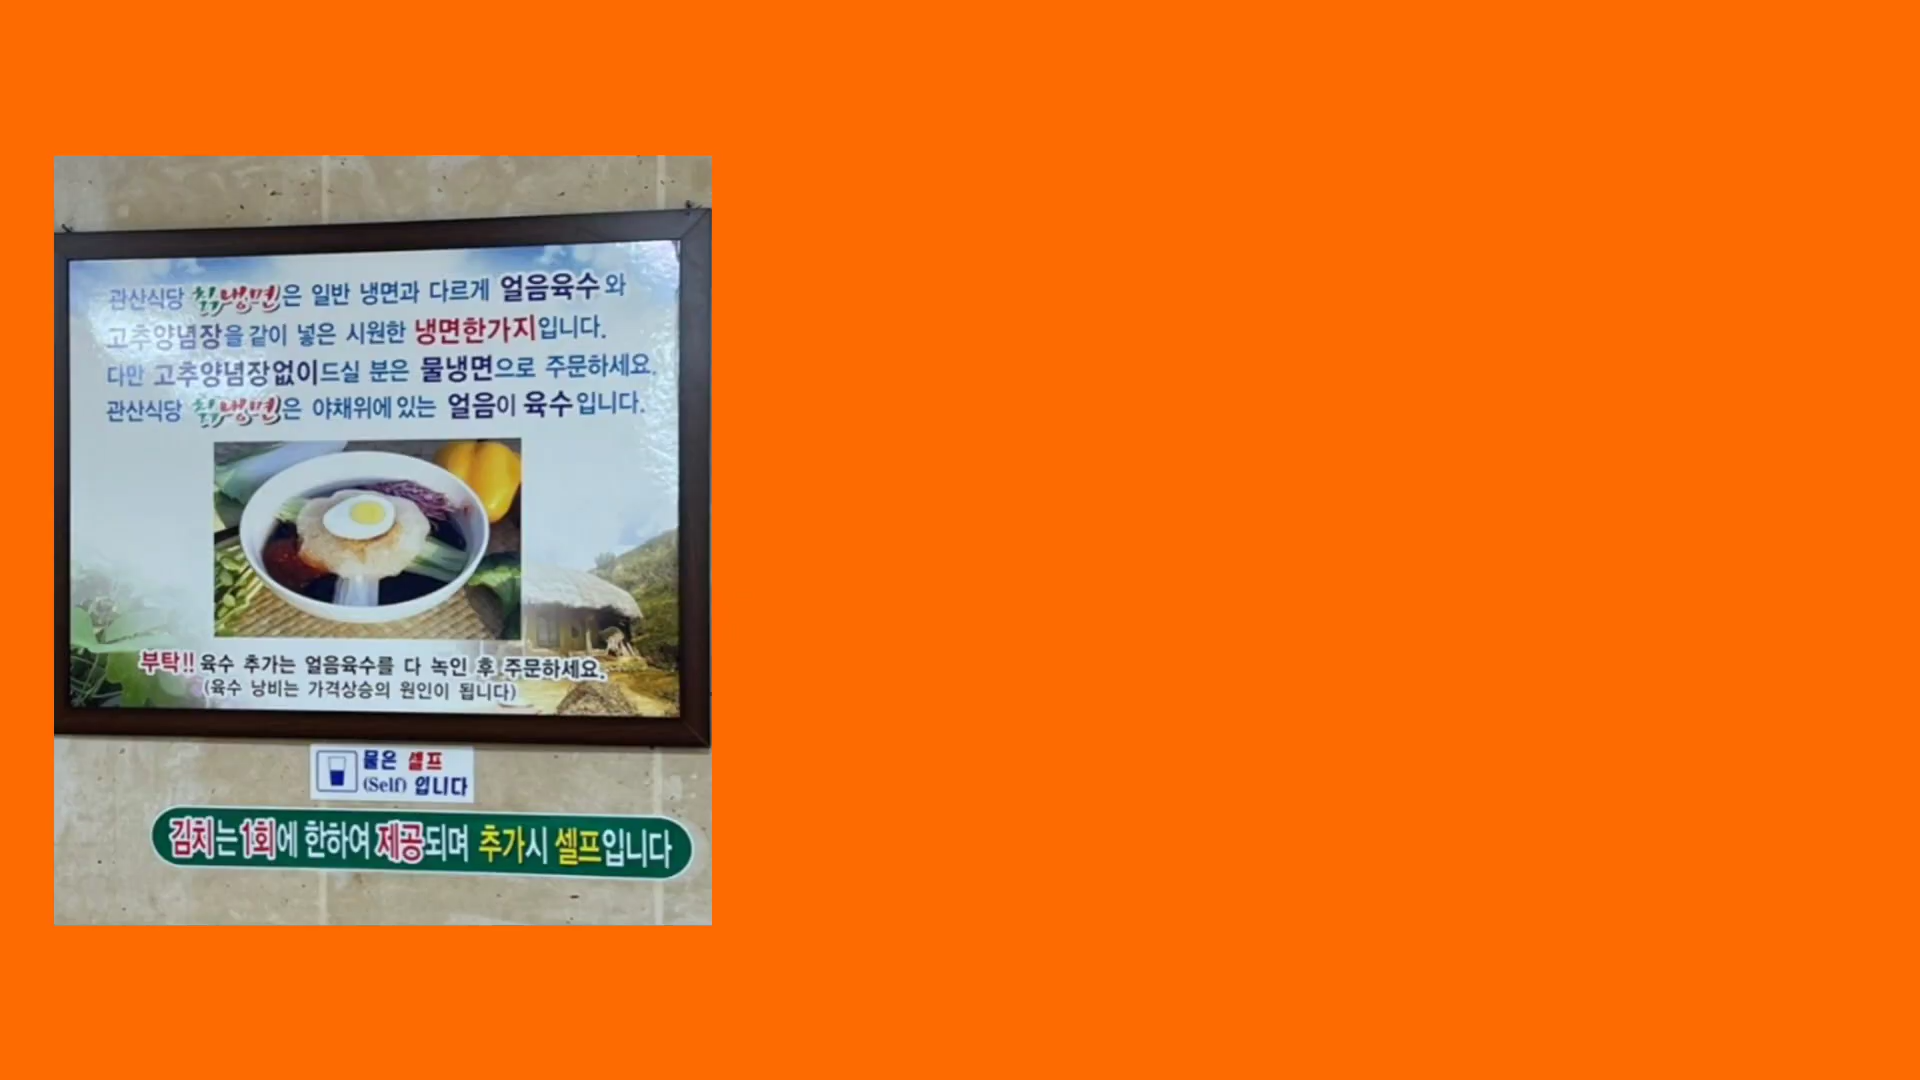 관산식당 칡냉면은 일반 냉면과 다르게 얼음육수와
고추양념장을 같이 넣은 시원한 냉면한가지입니다.
다만 고추양념장없이드실 분은 물냉면으로 주문하세요.
관산식당 칡냉면은 야채위에있는 얼음이 육수입니다.
부탁!! 육수 추가는 얼음육수를 다 녹인 후 주문하세요.
(육수 낭비는 가격상승의 원인이 됩니다)
물은 셀프
(Self) 입니다
김치는 1회에 한하여 제공되며 추가시 셀프입니다